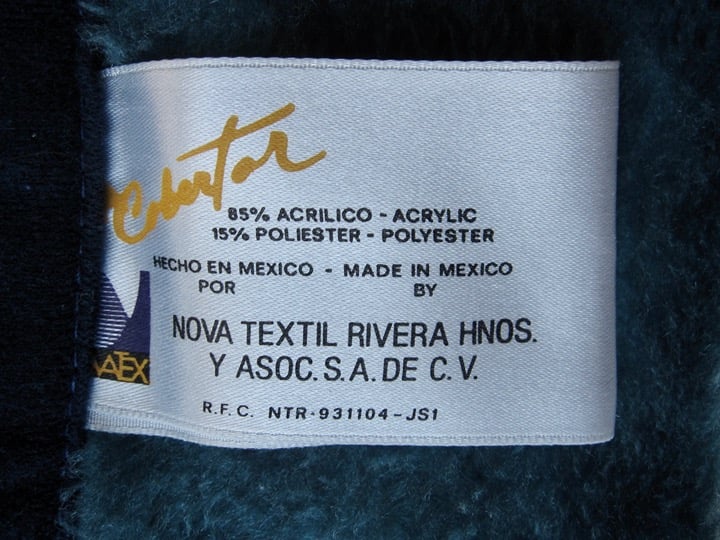 Cobertor
85% ACRILICO - ACRYLIC
15% POLIESTER - POLYESTER
HECHO EN MEXICO - MADE IN MEXICO
POR BY
NOVA TEXTIL RIVERA HNOS.
Y ASOC. S.A. DE C.V.
R.F.C. NTR-931104-JS1